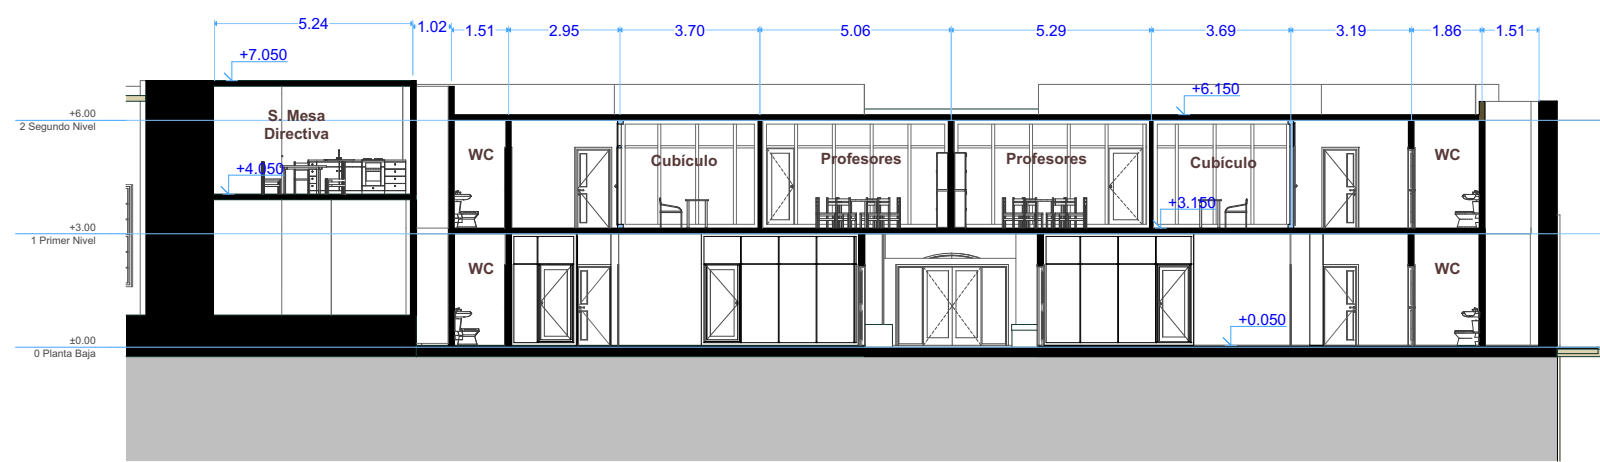 5.24
1.02
1.51
2.95
3.70
5.06
5.29
3.69
3.19
1.86
1.51
+7.050
+6.150
+6.00
2 Segundo Nivel
S. Mesa
Directiva
WC
Cubículo
Profesores
Profesores
Cubículo
WC
+4.050
+3.150
+3.00
1 Primer Nivel
WC
WC
+0.050
±0.00
0 Planta Baja